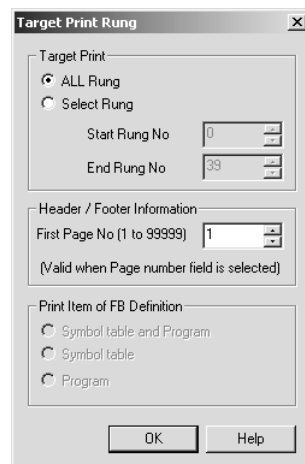 Target Print Rung
Target Print
ALL Rung
Select Rung
Start Rung No 0
End Rung No 39
Header / Footer Information
First Page No (1 to 99999) 1
(Valid when Page number field is selected)
Print Item of FB Definition
Symbol table and Program
Symbol table
Program
OK Help